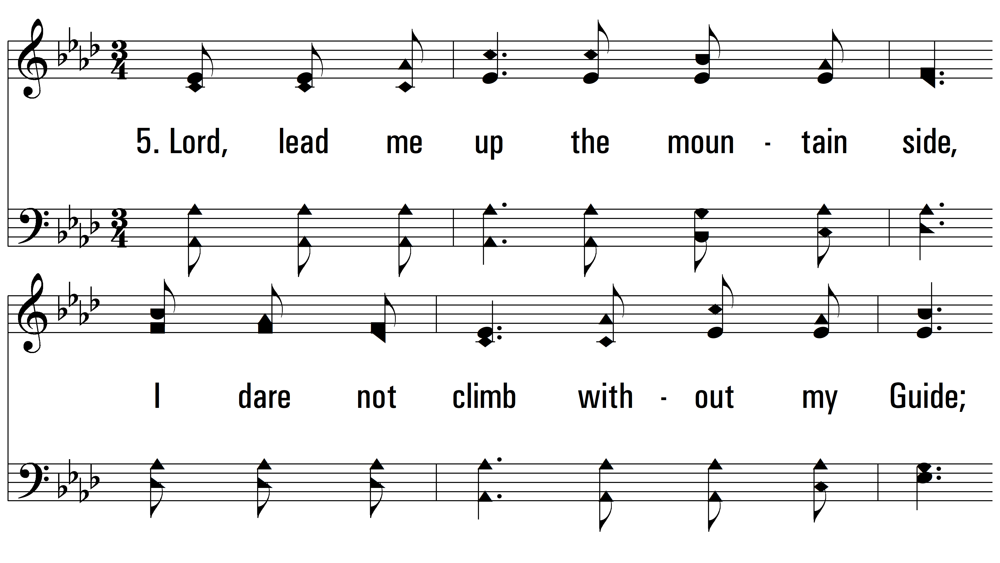 5. Lord, lead me up the moun - tain side,
I dare not climb with - out my Guide;